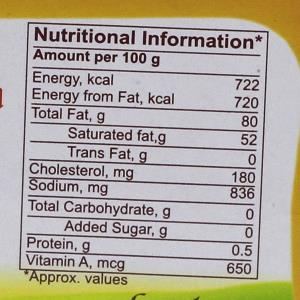 Nutritional Information*
Amount per 100 g
Energy, kcal 722
Energy from Fat, kcal 720
Total Fat, g 80
Saturated fat,g 52
Trans Fat, g 0
Cholesterol, mg 180
Sodium, mg 836
Total Carbohydrate, g 0
Added Sugar, g 0
Protein, g 0.5
Vitamin A, mcg 650
*Approx. values